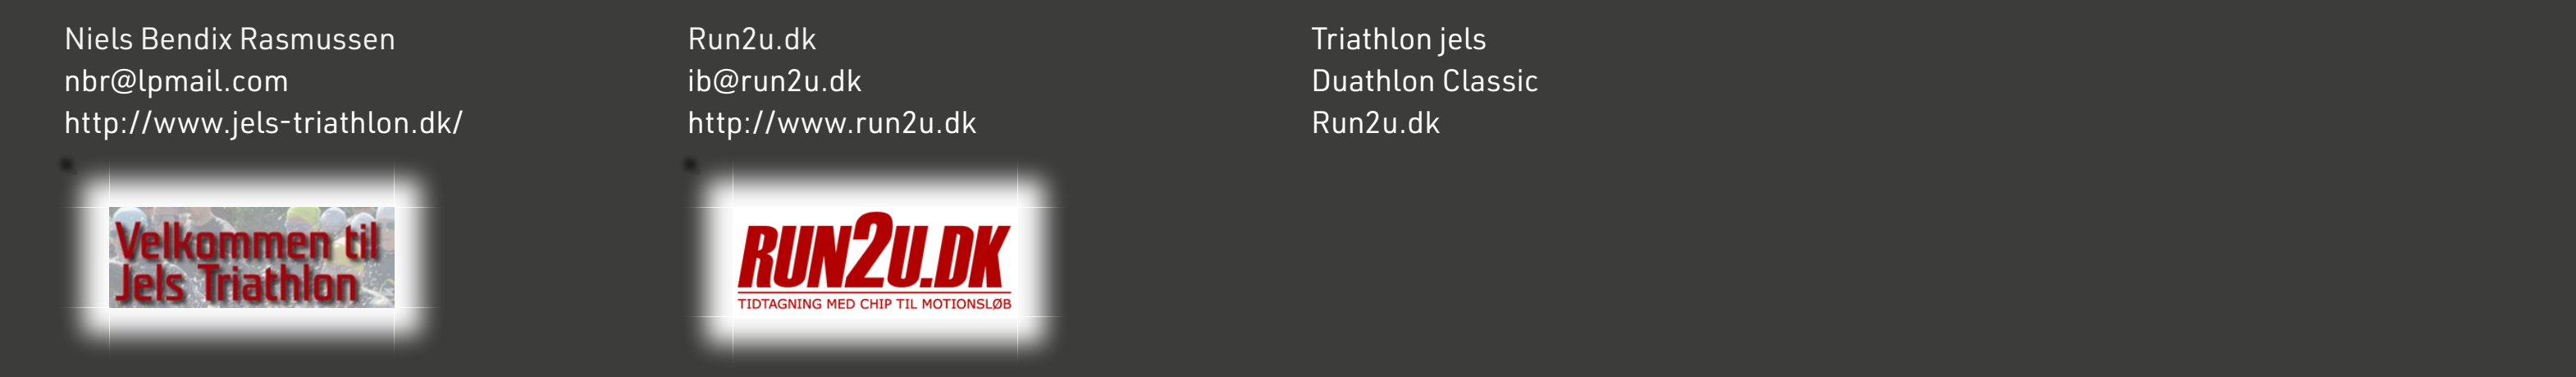 Niels Bendix Rasmussen
nbr@lpmail.com
http://www.jels-triathlon.dk/
Velkommen til
Jels Triathlon
Run2u.dk
ib@run2u.dk
http://www.run2u.dk
RUN2U.DK
TIDTAGNING MED CHIP TIL MOTIONSLØB
Triathlon jels
Duathlon Classic
Run2u.dk